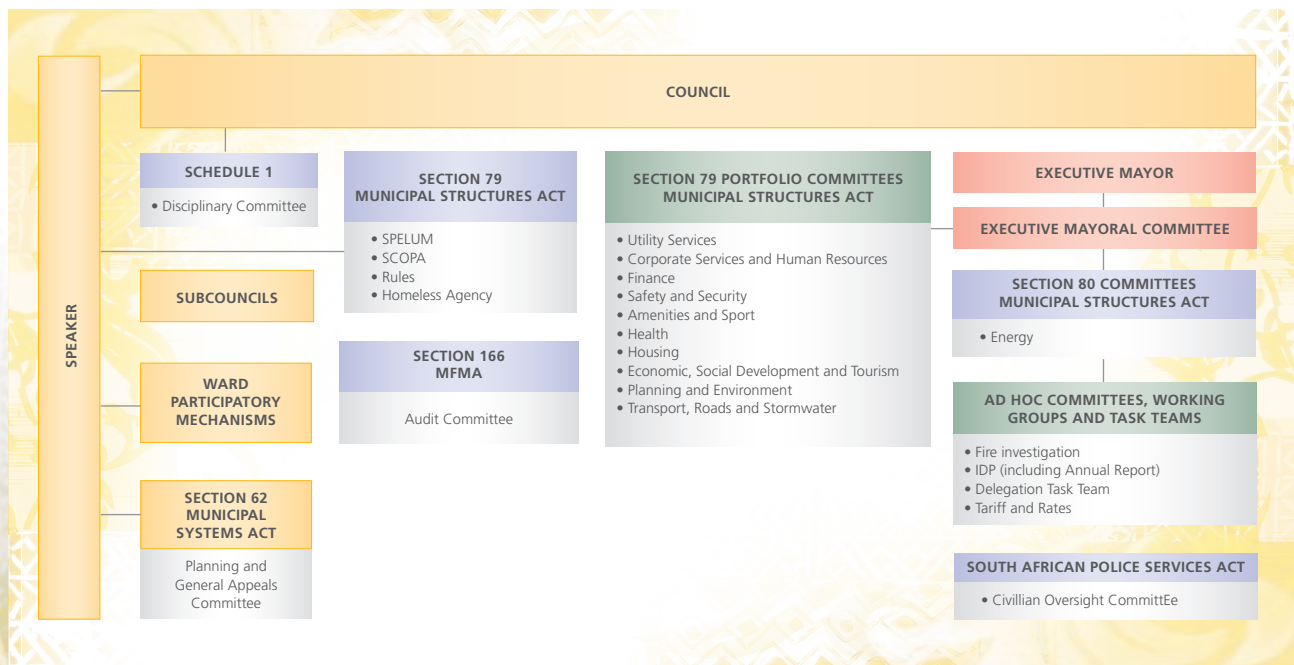 COUNCIL
SPEAKER
SCHEDULE 1
• Disciplinary Committee
SUBCOUNCILS
WARD
PARTICIPATORY
MECHANISMS
SECTION 62
MUNICIPAL
SYSTEMS ACT
Planning and
General Appeals
Committee
SECTION 79
MUNICIPAL STRUCTURES ACT
• SPELUM
• SCOPA
• Rules
• Homeless Agency
SECTION 166
MFMA
Audit Committee
SECTION 79 PORTFOLIO COMMITTEES
MUNICIPAL STRUCTURES ACT
• Utility Services
• Corporate Services and Human Resources
• Finance
• Safety and Security
• Amenities and Sport
• Health
• Housing
• Economic, Social Development and Tourism
• Planning and Environment
• Transport, Roads and Stormwater
EXECUTIVE MAYOR
EXECUTIVE MAYORAL COMMITTEE
SECTION 80 COMMITTEES
MUNICIPAL STRUCTURES ACT
• Energy
AD HOC COMMITTEES, WORKING
GROUPS AND TASK TEAMS
• Fire investigation
• IDP (including Annual Report)
• Delegation Task Team
• Tariff and Rates
SOUTH AFRICAN POLICE SERVICES ACT
• Civillian Oversight CommittEe